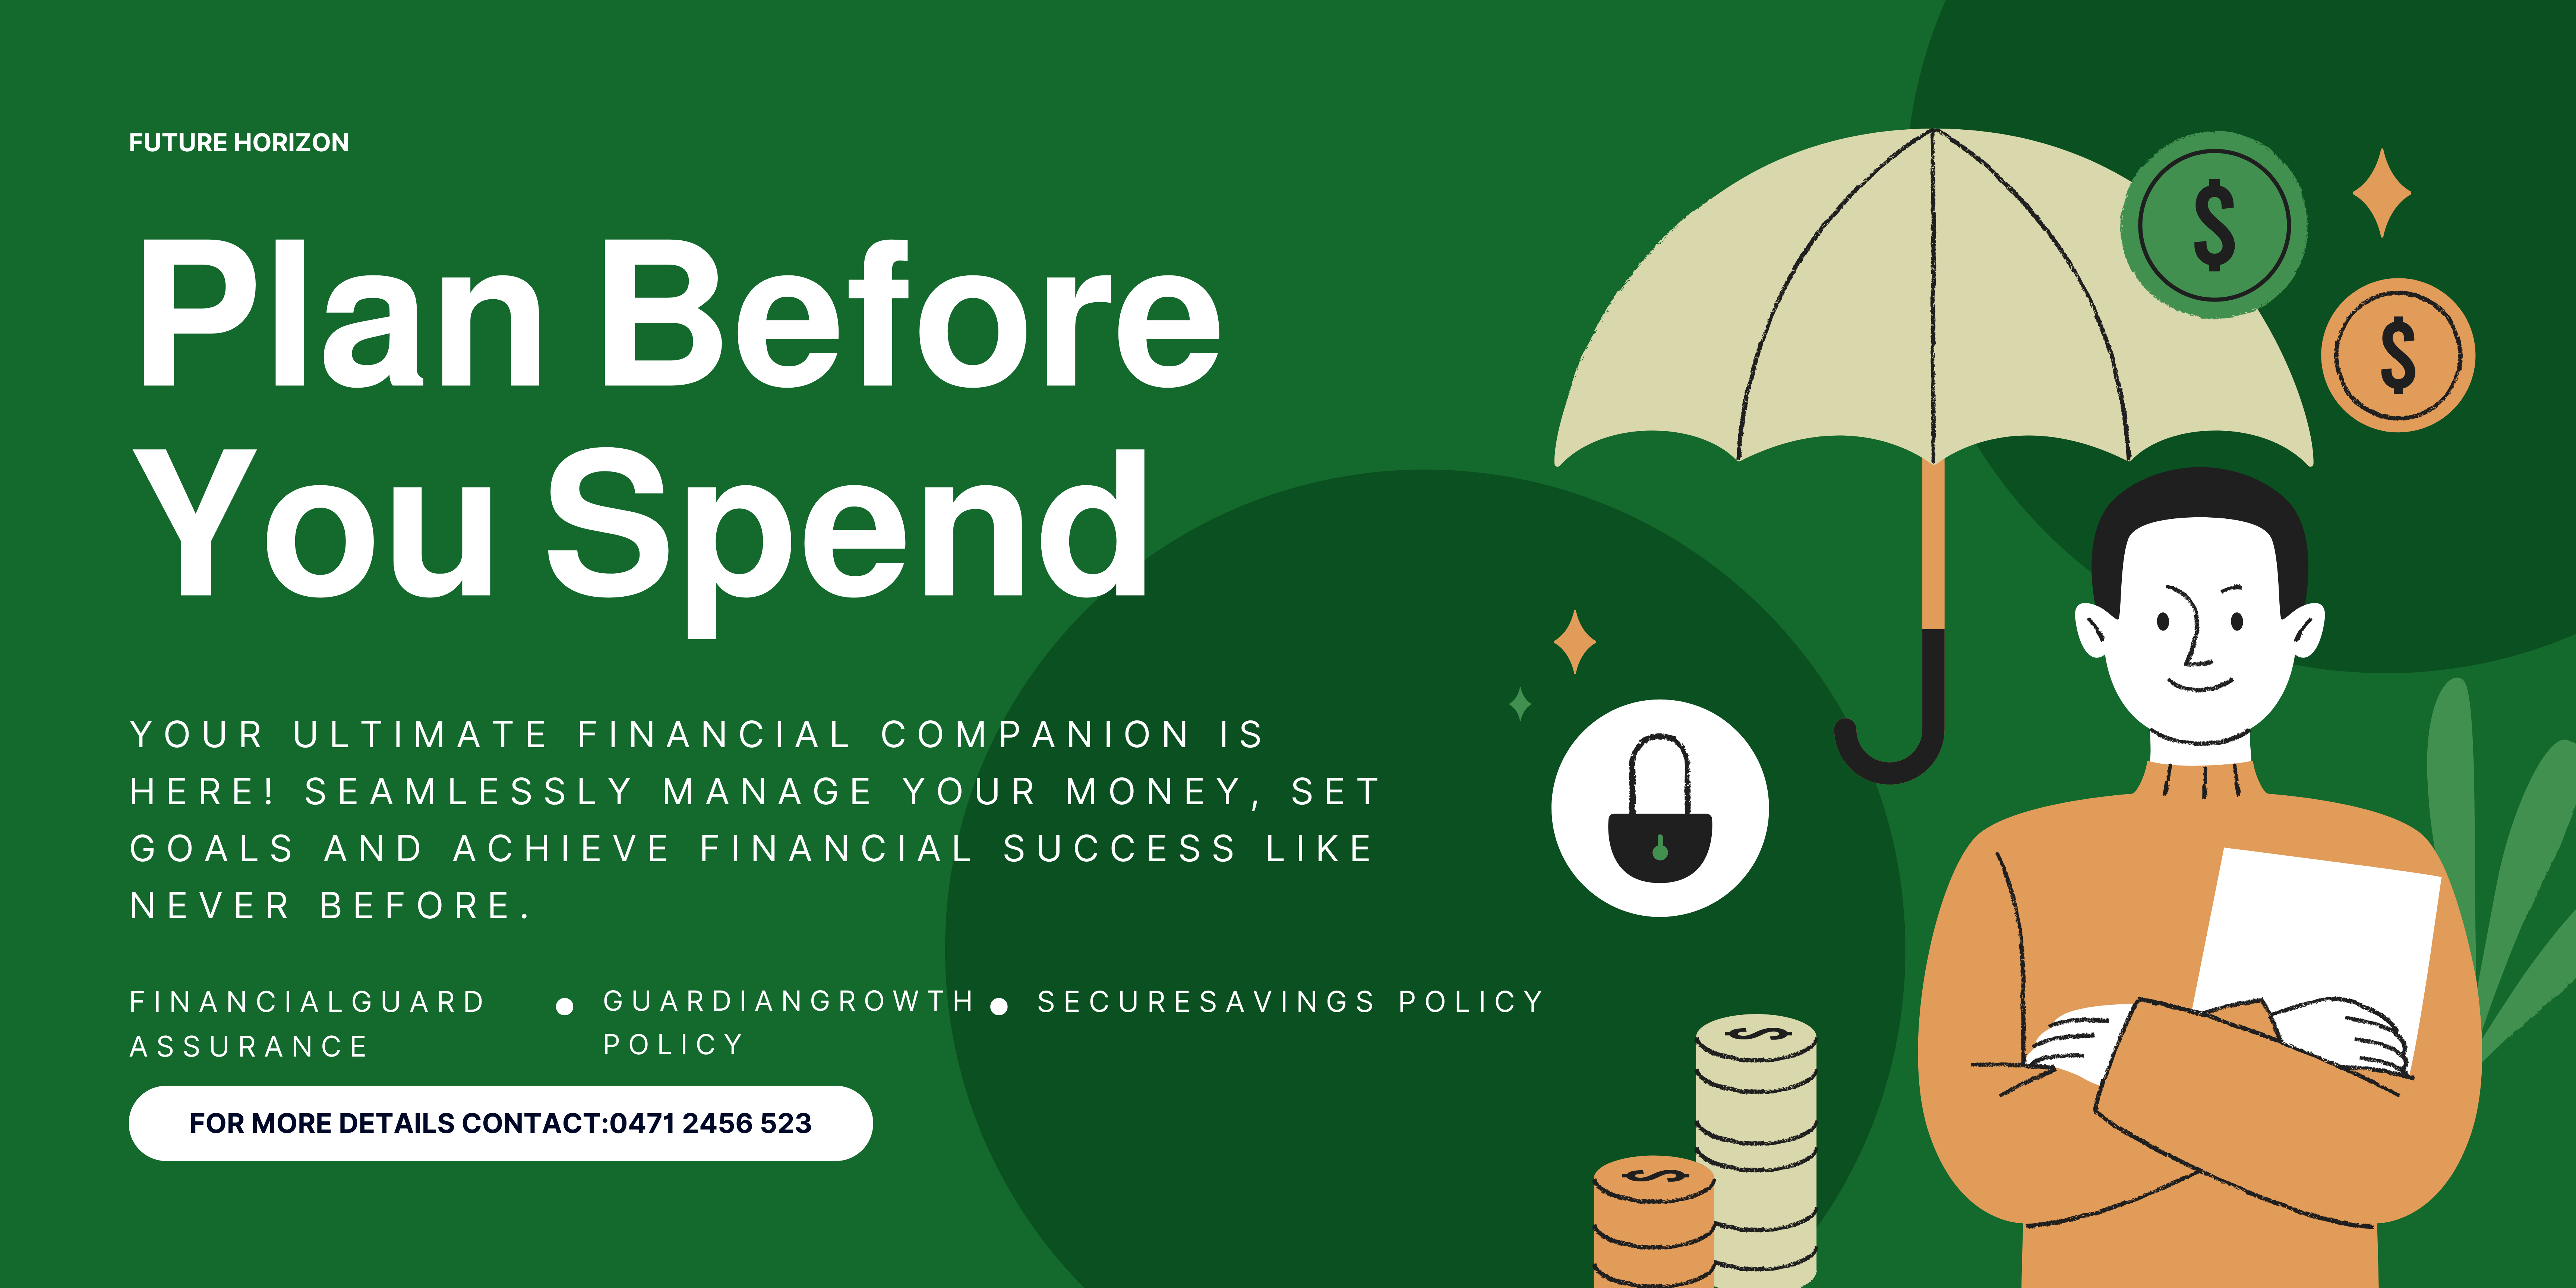 FUTURE HORIZON
Plan Before
You Spend
YOUR ULTIMATE FINANCIAL COMPANION IS
HERE! SEAMLESSLY MANAGE YOUR MONEY, SET
GOALS AND ACHIEVE FINANCIAL SUCCESS LIKE
NEVER BEFORE.
FINANCIALGUARD
ASSURANCE
● GUARDIANGROWTH
POLICY
● SECURESAVINGS POLICY
FOR MORE DETAILS CONTACT:0471 2456 523
$
$
$
$